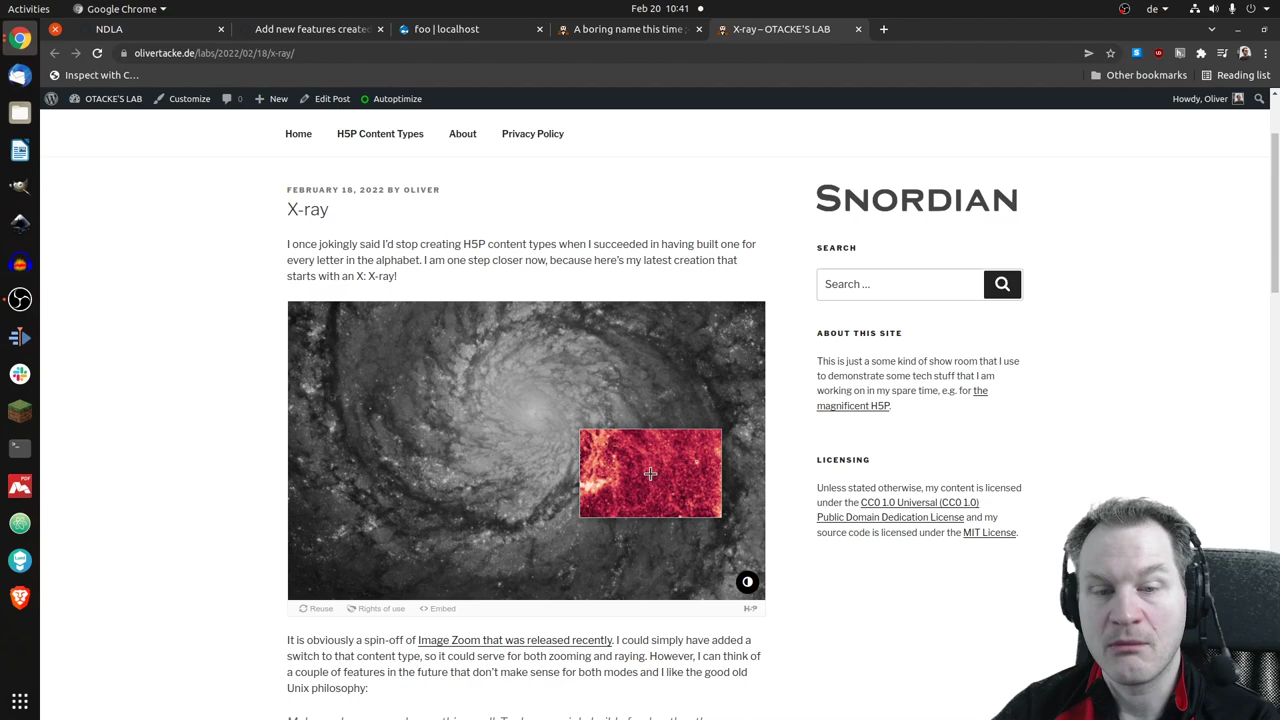 Activities
Google Chrome
Feb 20 10:41
de
NDLA
Add new features create
foo | localhost
A boring name this time ;-
X-ray – OTACKE'S LAB
olivertacke.de/labs/2022/02/18/x-ray/
Inspect with C…
Other bookmarks
Reading list
OTACKE'S LAB
Customize
0
New
Edit Post
Autoptimize
Howdy, Oliver
Home
H5P Content Types
About
Privacy Policy
FEBRUARY 18, 2022 BY OLIVER
X-ray
I once jokingly said I'd stop creating H5P content types when I succeeded in having built one for
every letter in the alphabet. I am one step closer now, because here's my latest creation that
starts with an X: X-ray!
Reuse
Rights of use
Embed
H5P
It is obviously a spin-off of Image Zoom that was released recently. I could simply have added a
switch to that content type, so it could serve for both zooming and raying. However, I can think of
a couple of features in the future that don't make sense for both modes and I like the good old
Unix philosophy:
SNORDIAN
SEARCH
Search …
ABOUT THIS SITE
This is just a some kind of show room that I use
to demonstrate some tech stuff that I am
working on in my spare time, e.g. for the
magnificent H5P.
LICENSING
Unless stated otherwise, my content is licensed
under the CC0 1.0 Universal (CC0 1.0)
Public Domain Dedication License and my
source code is licensed under the MIT License.